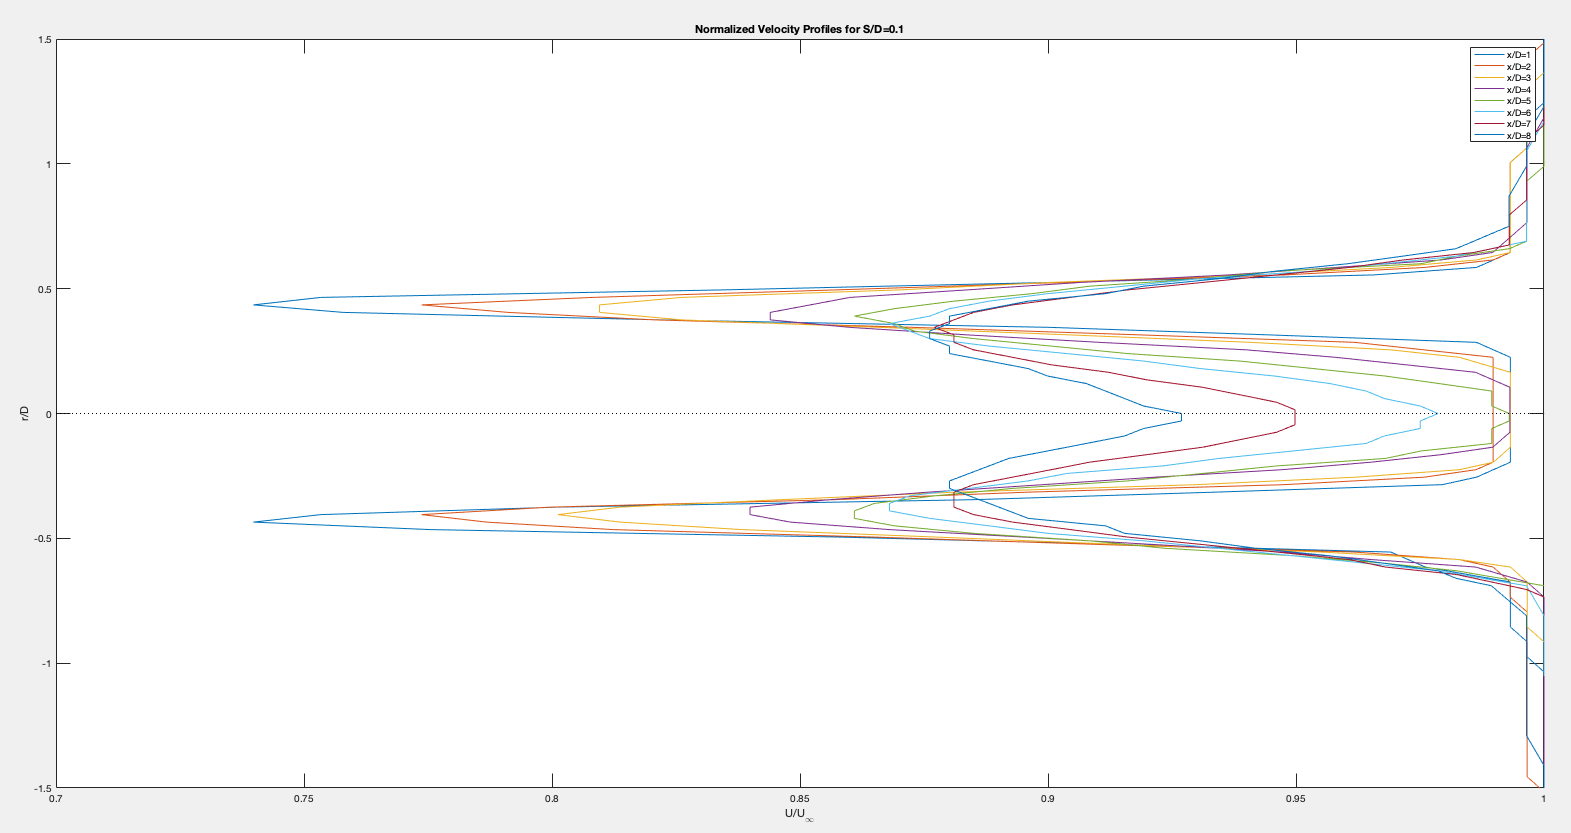 Normalized Velocity Profiles for S/D=0.1
x/D=1
x/D=2
x/D=3
x/D=4
x/D=5
x/D=6
x/D=7
x/D=8
1.5
1
0.5
0
-0.5
-1
-1.5
r/D
0.7
0.75
0.8
0.85
0.9
0.95
1
U/U∞